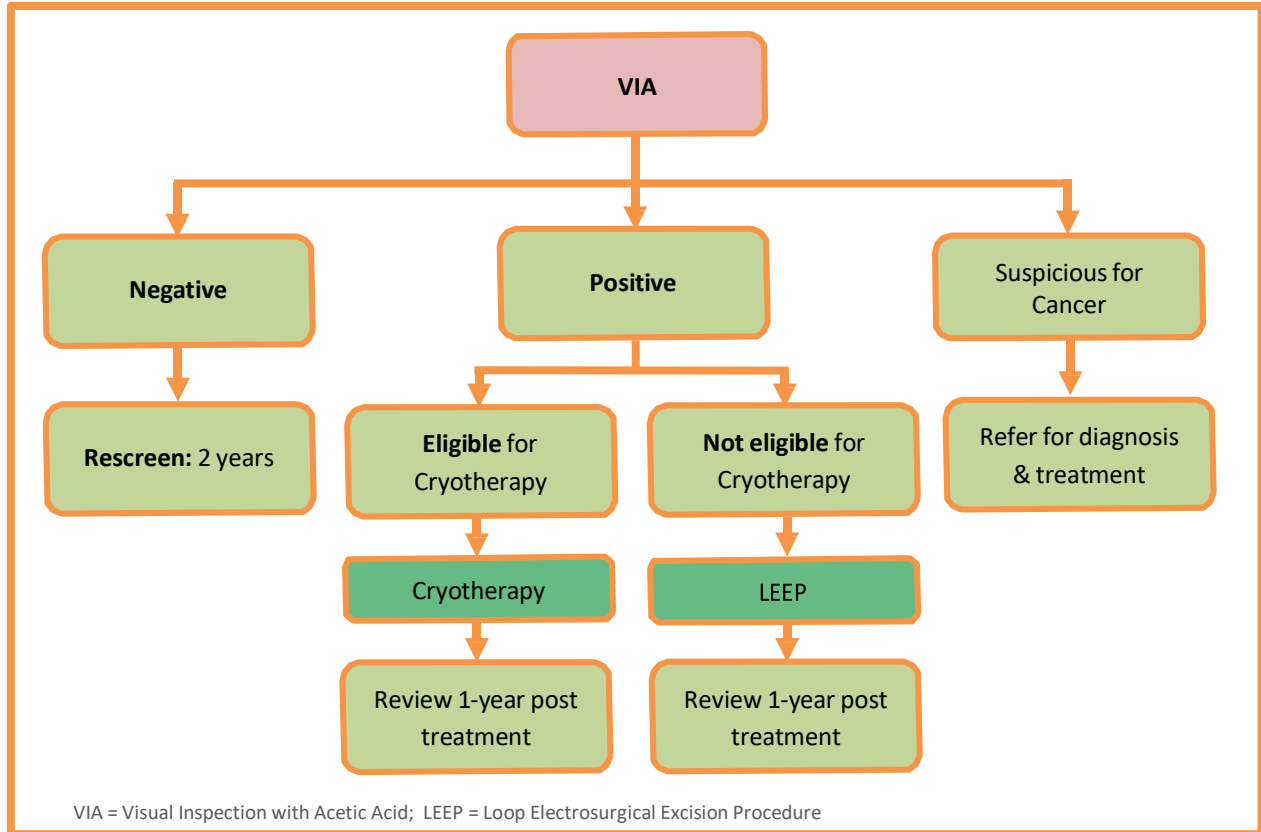 VIA
Negative
Positive
Suspicious for
Cancer
Rescreen: 2 years
Eligible for
Cryotherapy
Not eligible for
Cryotherapy
Refer for diagnosis
& treatment
Cryotherapy
LEEP
Review 1-year post
treatment
Review 1-year post
treatment
VIA = Visual Inspection with Acetic Acid; LEEP = Loop Electrosurgical Excision Procedure